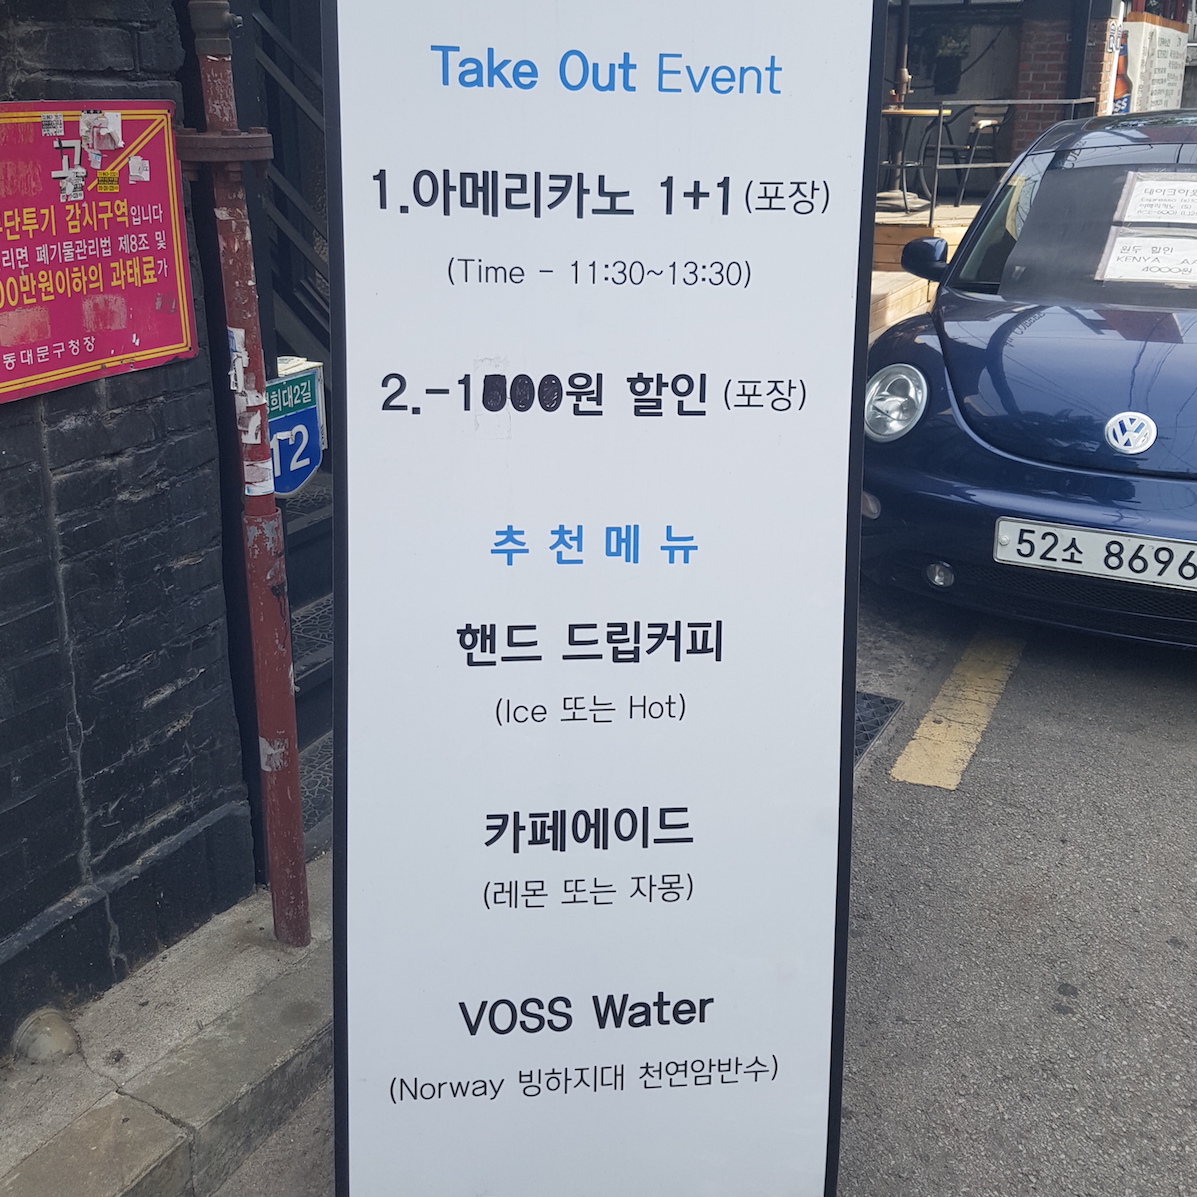 Take Out Event
1.아메리카노 1+1(포장)
(Time - 11:30~13:30)
2.-1500원 할인 (포장)
추천메뉴
핸드 드립커피
(Ice 또는 Hot)
카페에이드
(레몬 또는 자몽)
VOSS Water
(Norway 빙하지대 천연암반수)
단투기 감시구역입니다
리면 폐기물관리법 제8조 및
00만원이하의 과태료가
동대문구청장
희대2길
12
원두 할인
KENYA
4000원
52소 8696